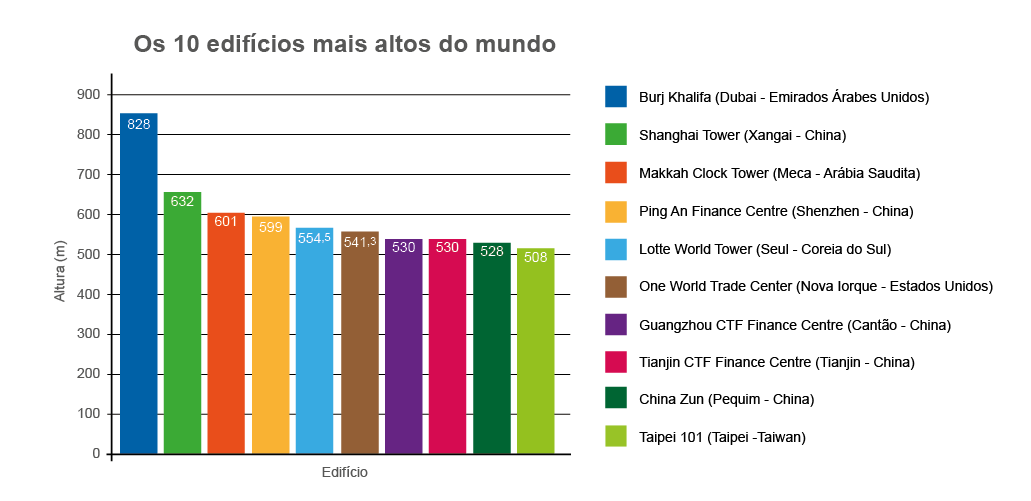 Os 10 edifícios mais altos do mundo
900
800
700
600
500
400
300
200
100
0
Altura (m)
828
632
601
599
554,5
541,3
530
530
528
508
Edifício
Burj Khalifa (Dubai - Emirados Árabes Unidos)
Shanghai Tower (Xangai - China)
Makkah Clock Tower (Meca - Arábia Saudita)
Ping An Finance Centre (Shenzhen - China)
Lotte World Tower (Seul - Coreia do Sul)
One World Trade Center (Nova Iorque - Estados Unidos)
Guangzhou CTF Finance Centre (Cantão - China)
Tianjin CTF Finance Centre (Tianjin - China)
China Zun (Pequim - China)
Taipei 101 (Taipei -Taiwan)